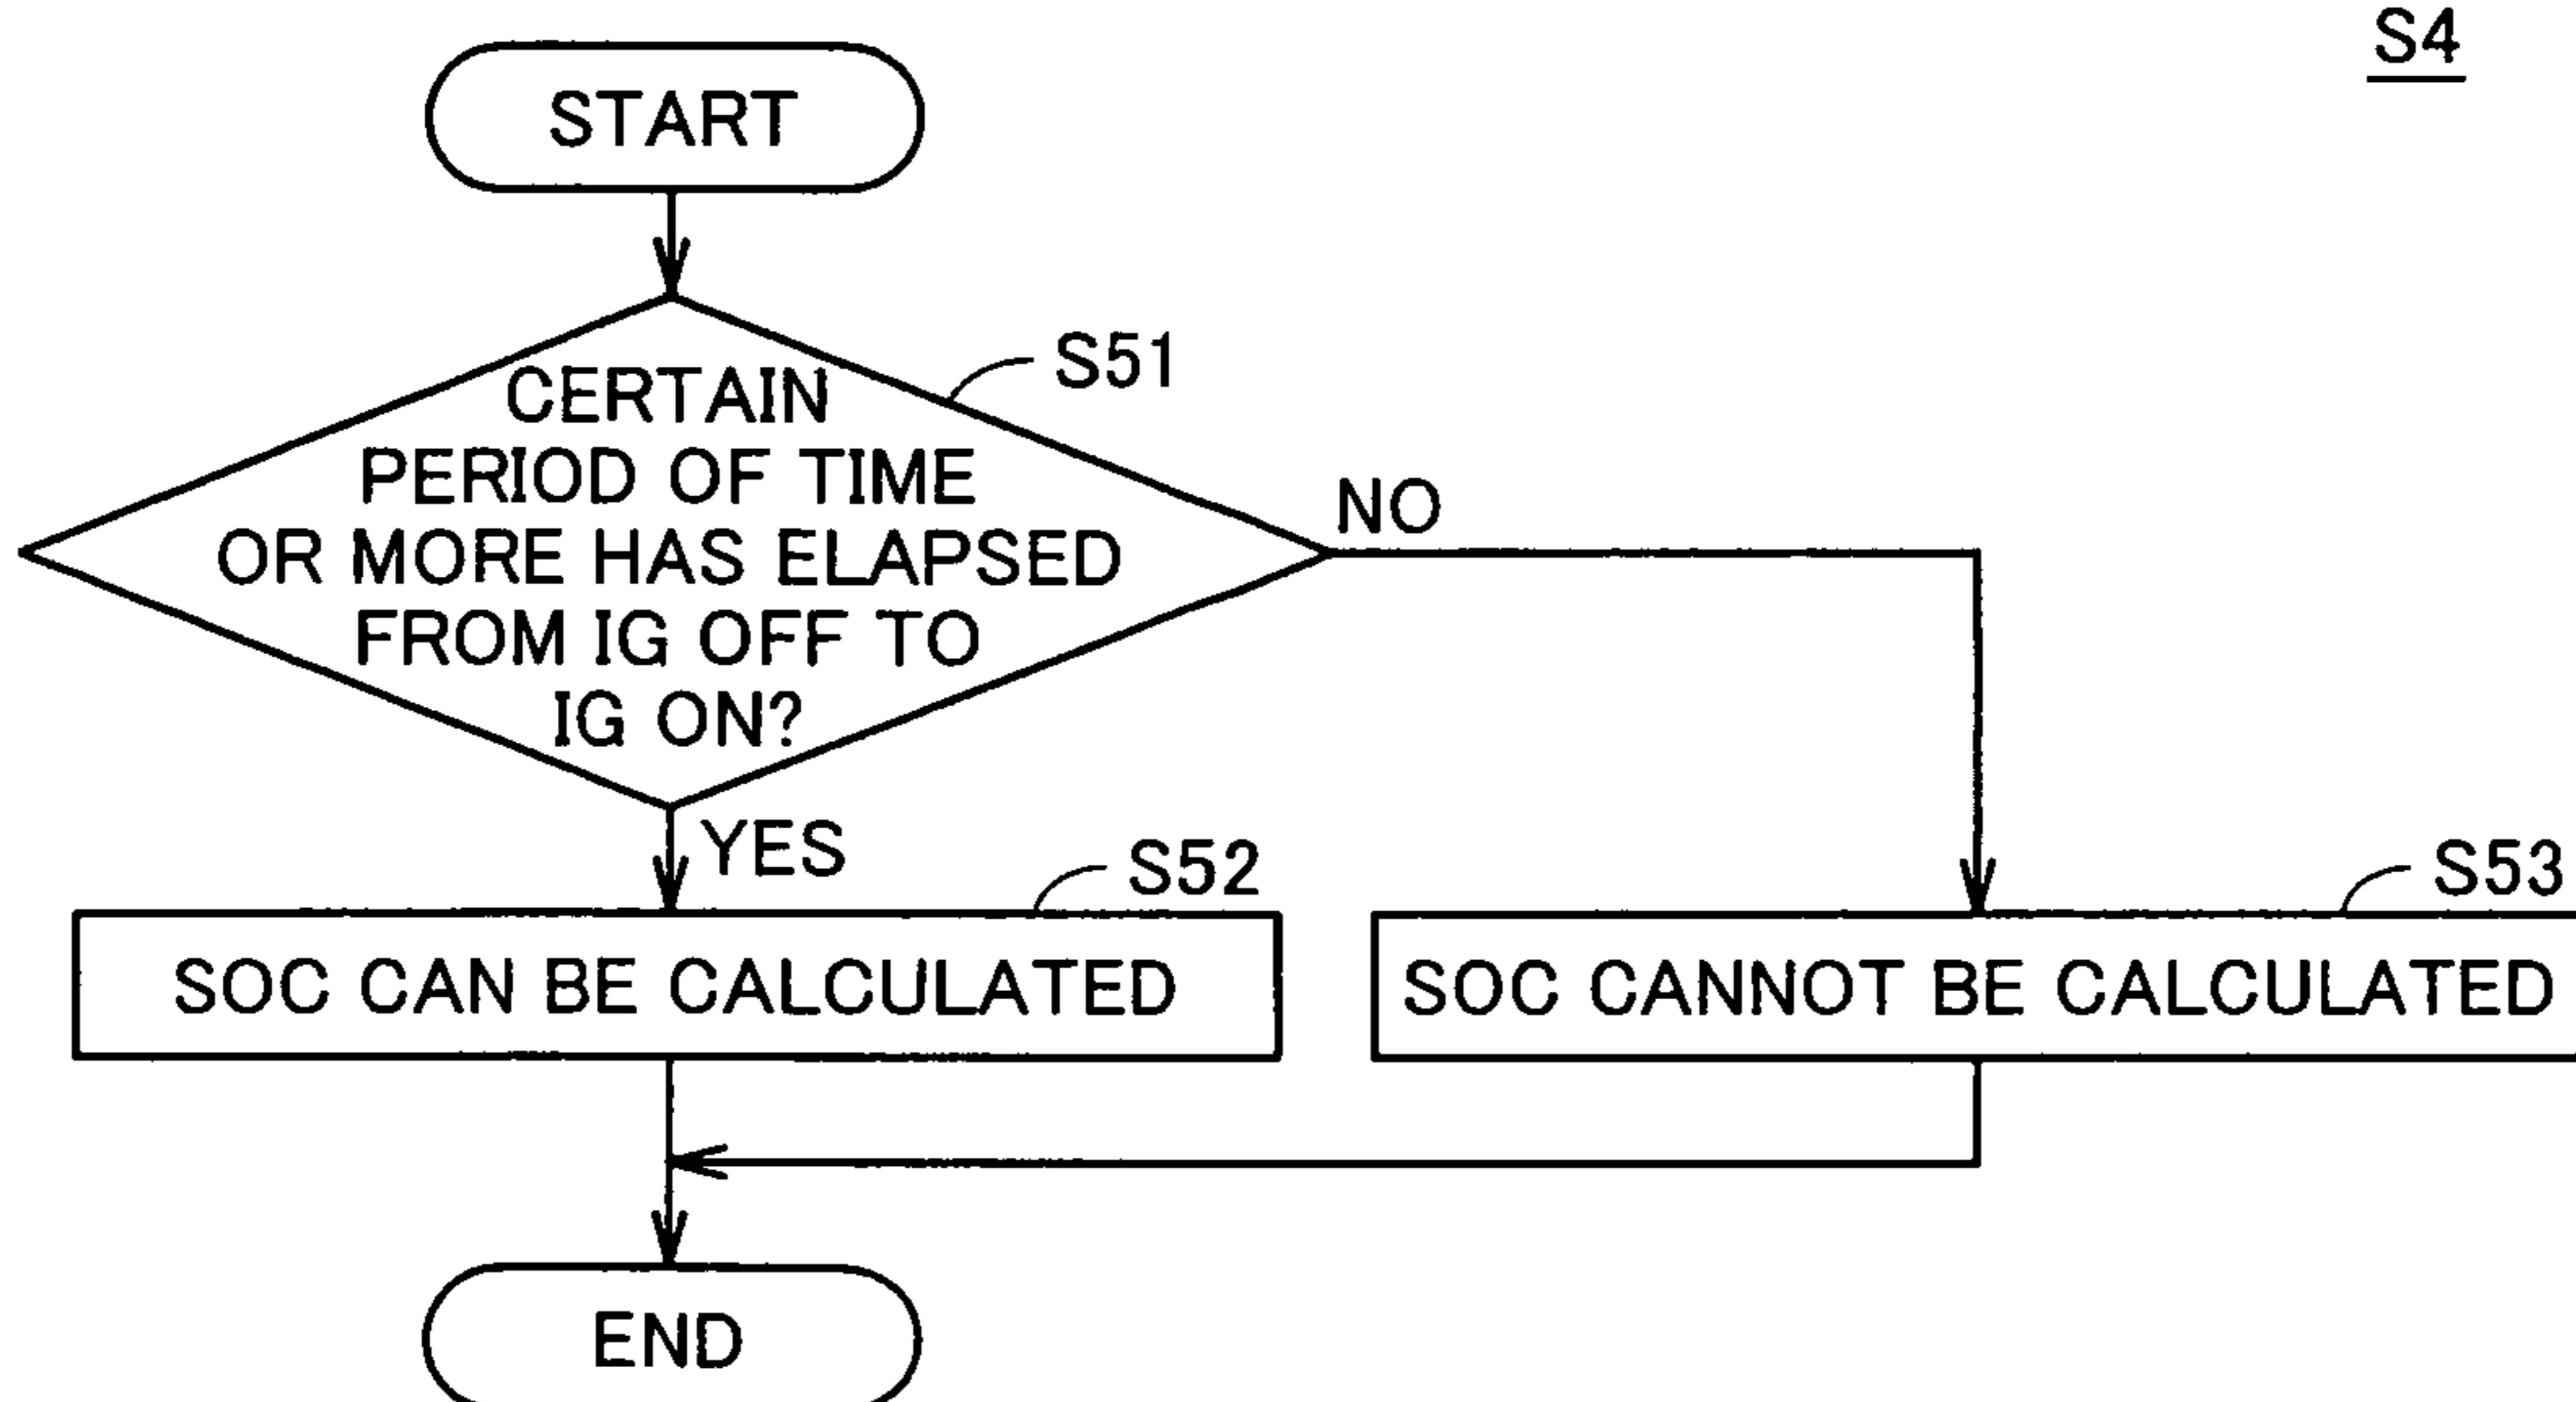 S4
START
S51
CERTAIN
PERIOD OF TIME
OR MORE HAS ELAPSED
FROM IG OFF TO
IG ON?
NO
YES
S52
SOC CAN BE CALCULATED
S53
SOC CANNOT BE CALCULATED
END